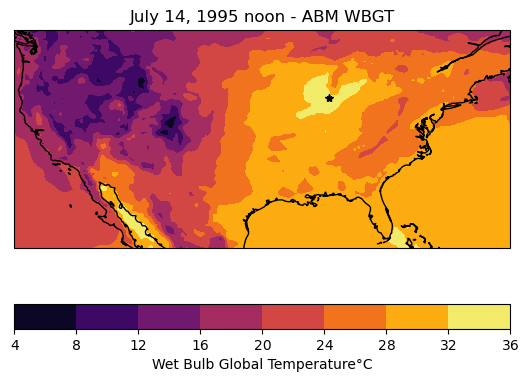 July 14, 1995 noon - ABM WBGT
4 8 12 16 20 24 28 32 36
Wet Bulb Global Temperature°C